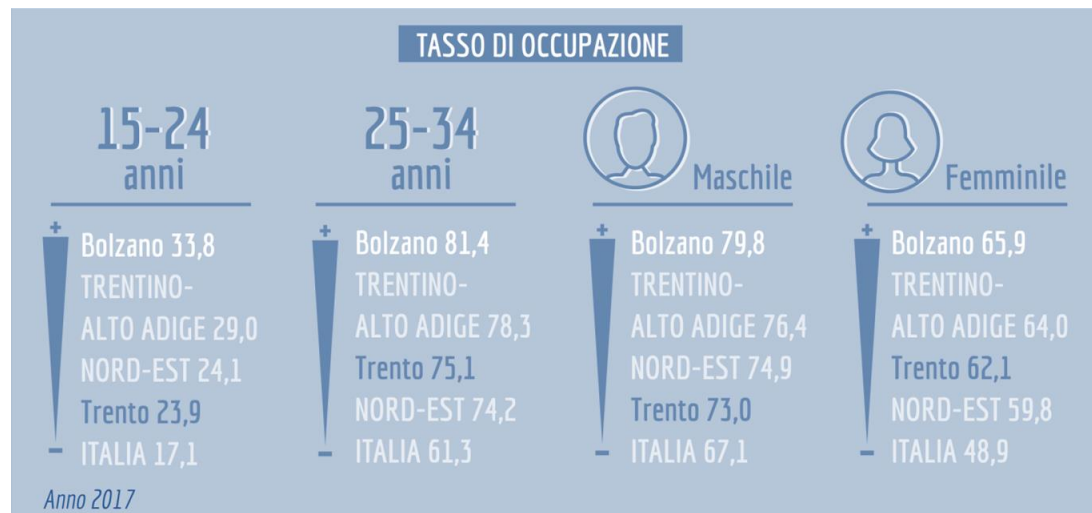 TASSO DI OCCUPAZIONE
15-24
anni
+
Bolzano 33,8
TRENTINO-
ALTO ADIGE 29,0
NORD-EST 24,1
Trento 23,9
- ITALIA 17,1
25-34
anni
+
Bolzano 81,4
TRENTINO-
ALTO ADIGE 78,3
Trento 75,1
NORD-EST 74,2
- ITALIA 61,3
Maschile
+
Bolzano 79,8
TRENTINO-
ALTO ADIGE 76,4
NORD-EST 74,9
Trento 73,0
- ITALIA 67,1
Femminile
+
Bolzano 65,9
TRENTINO-
ALTO ADIGE 64,0
Trento 62,1
NORD-EST 59,8
- ITALIA 48,9
Anno 2017